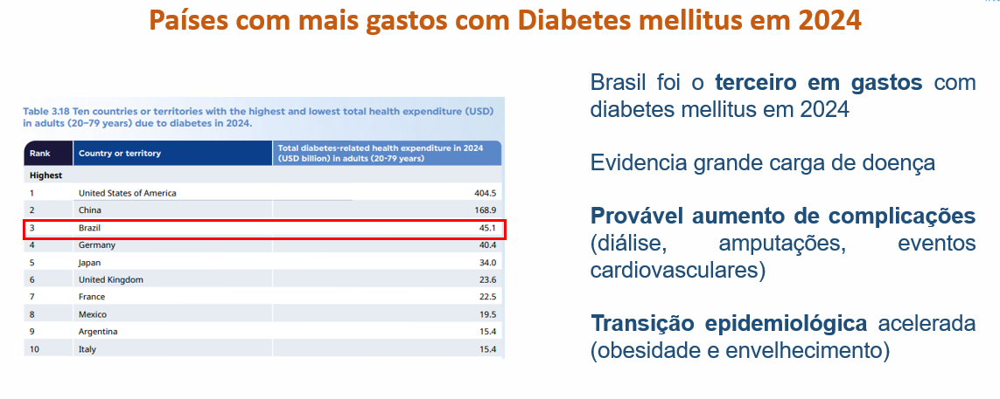 Países com mais gastos com Diabetes mellitus em 2024
Table 3.18 Ten countries or territories with the highest and lowest total health expenditure (USD)
in adults (20–79 years) due to diabetes in 2024.
Rank Country or territory Total diabetes-related health expenditure in 2024
(USD billion) in adults (20-79 years)
Highest
1 United States of America 404.5
2 China 168.9
3 Brazil 45.1
4 Germany 40.4
5 Japan 34.0
6 United Kingdom 23.6
7 France 22.5
8 Mexico 19.5
9 Argentina 15.4
10 Italy 15.4
Brasil foi o terceiro em gastos com
diabetes mellitus em 2024
Evidencia grande carga de doença
Provável aumento de complicações
(diálise, amputações, eventos
cardiovasculares)
Transição epidemiológica acelerada
(obesidade e envelhecimento)